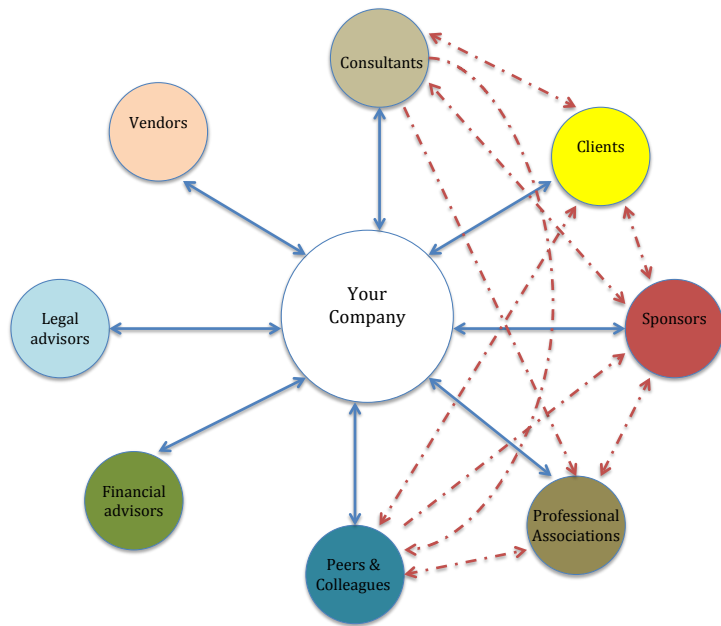 Consultants
Vendors
Clients
Your
Company
Legal
advisors
Sponsors
Financial
advisors
Professional
Associations
Peers &
Colleagues